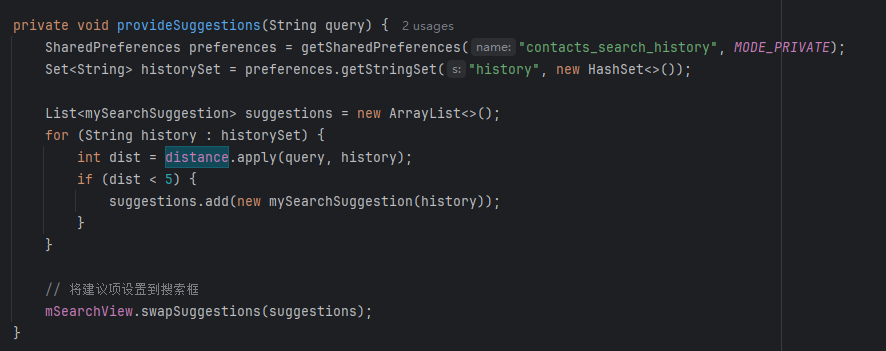 private void provideSuggestions(String query) { 2 usages
    SharedPreferences preferences = getSharedPreferences( name: "contacts_search_history", MODE_PRIVATE);
    Set<String> historySet = preferences.getStringSet( s: "history", new HashSet<>());
    List<mySearchSuggestion> suggestions = new ArrayList<>();
    for (String history : historySet) {
        int dist = distance.apply(query, history);
        if (dist < 5) {
            suggestions.add(new mySearchSuggestion(history));
        }
    }
    // 将建议项设置到搜索框
    mSearchView.swapSuggestions(suggestions);
}